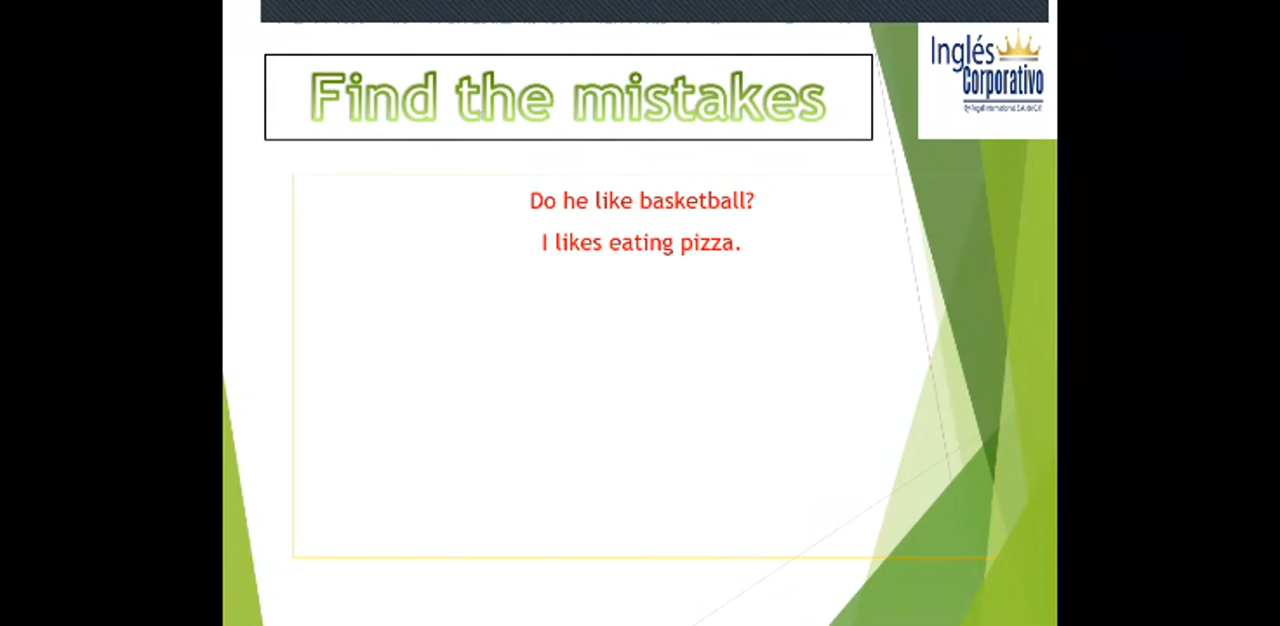 Find the mistakes
Inglés
Corporativo
Do he like basketball?
I likes eating pizza.